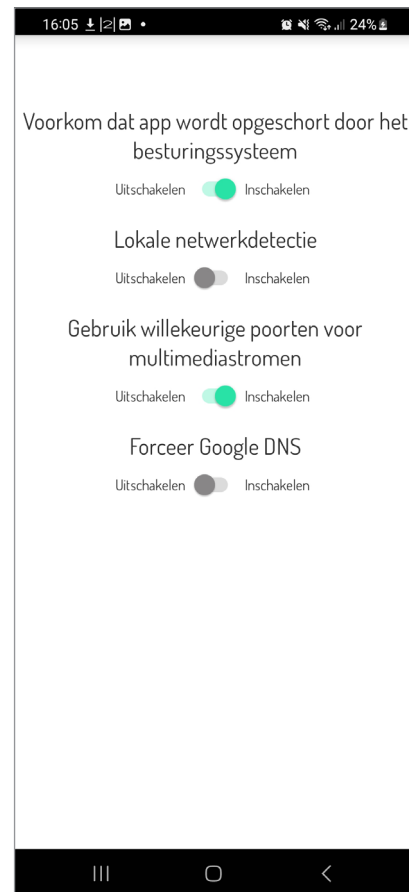 16:05
24%
Voorkom dat app wordt opgeschort door het
besturingssysteem
Uitschakelen Inschakelen
Lokale netwerkdetectie
Uitschakelen Inschakelen
Gebruik willekeurige poorten voor
multimediastromen
Uitschakelen Inschakelen
Forceer Google DNS
Uitschakelen Inschakelen